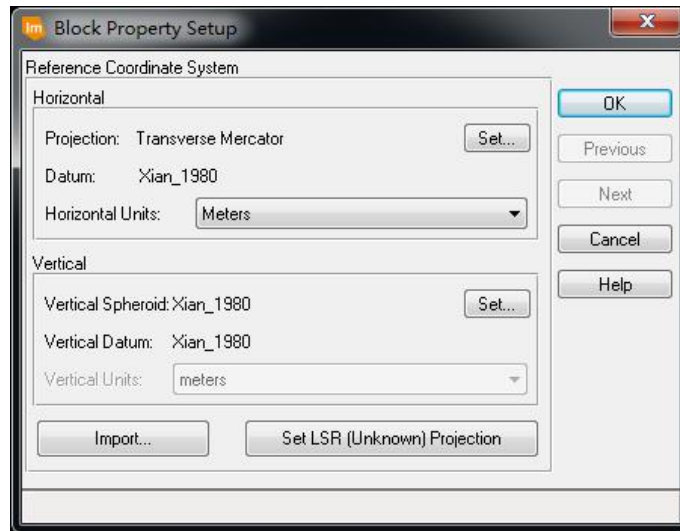 Im Block Property Setup
Reference Coordinate System
Horizontal
Projection: Transverse Mercator
Set...
Datum: Xian_1980
Horizontal Units: Meters
Vertical
Vertical Spheroid: Xian_1980
Set...
Vertical Datum: Xian_1980
Vertical Units: meters
Import...
Set LSR (Unknown) Projection
OK
Previous
Next
Cancel
Help